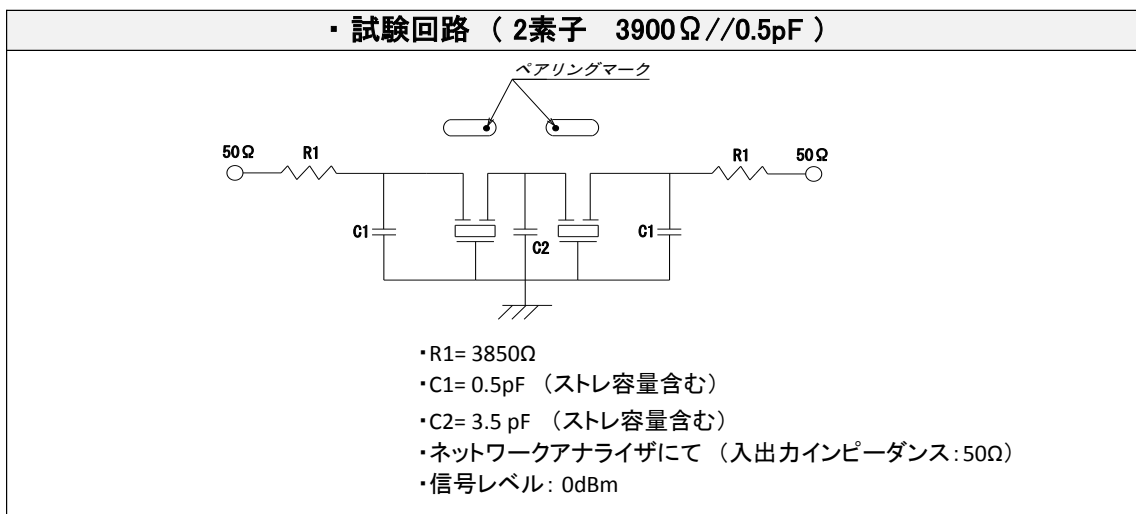 ・試験回路 （ 2素子　3900Ω//0.5pF ）
ペアリングマーク
50Ω R1 R1 50Ω
C1 C2 C1
・R1= 3850Ω
・C1= 0.5pF （ストレ容量含む）
・C2= 3.5 pF （ストレ容量含む）
・ネットワークアナライザにて （入出力インピーダンス：50Ω）
・信号レベル： 0dBm